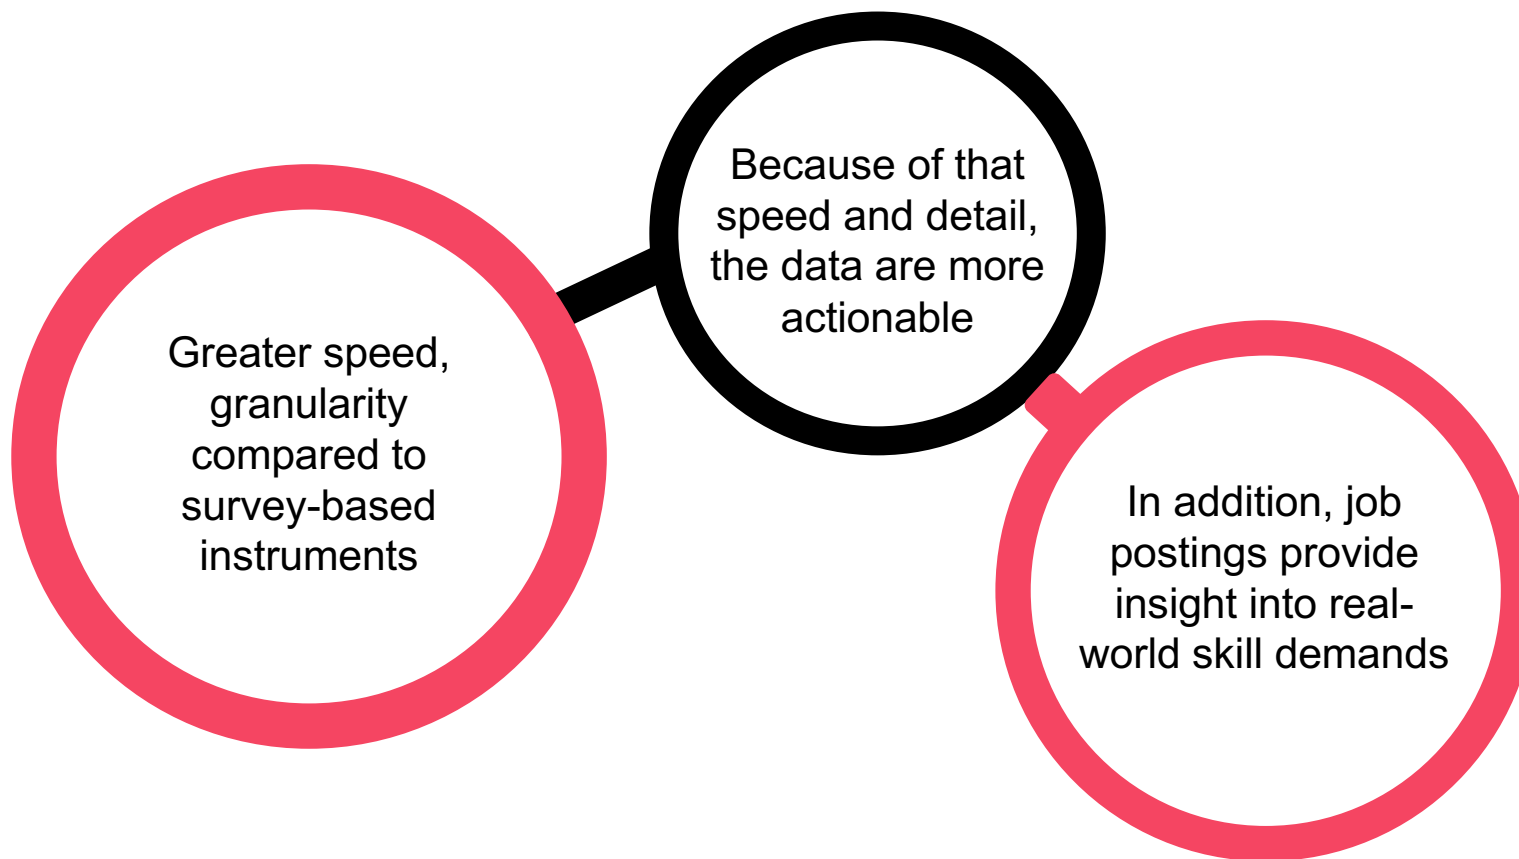 Greater speed,
granularity
compared to
survey-based
instruments
Because of that
speed and detail,
the data are more
actionable
In addition, job
postings provide
insight into real-
world skill demands